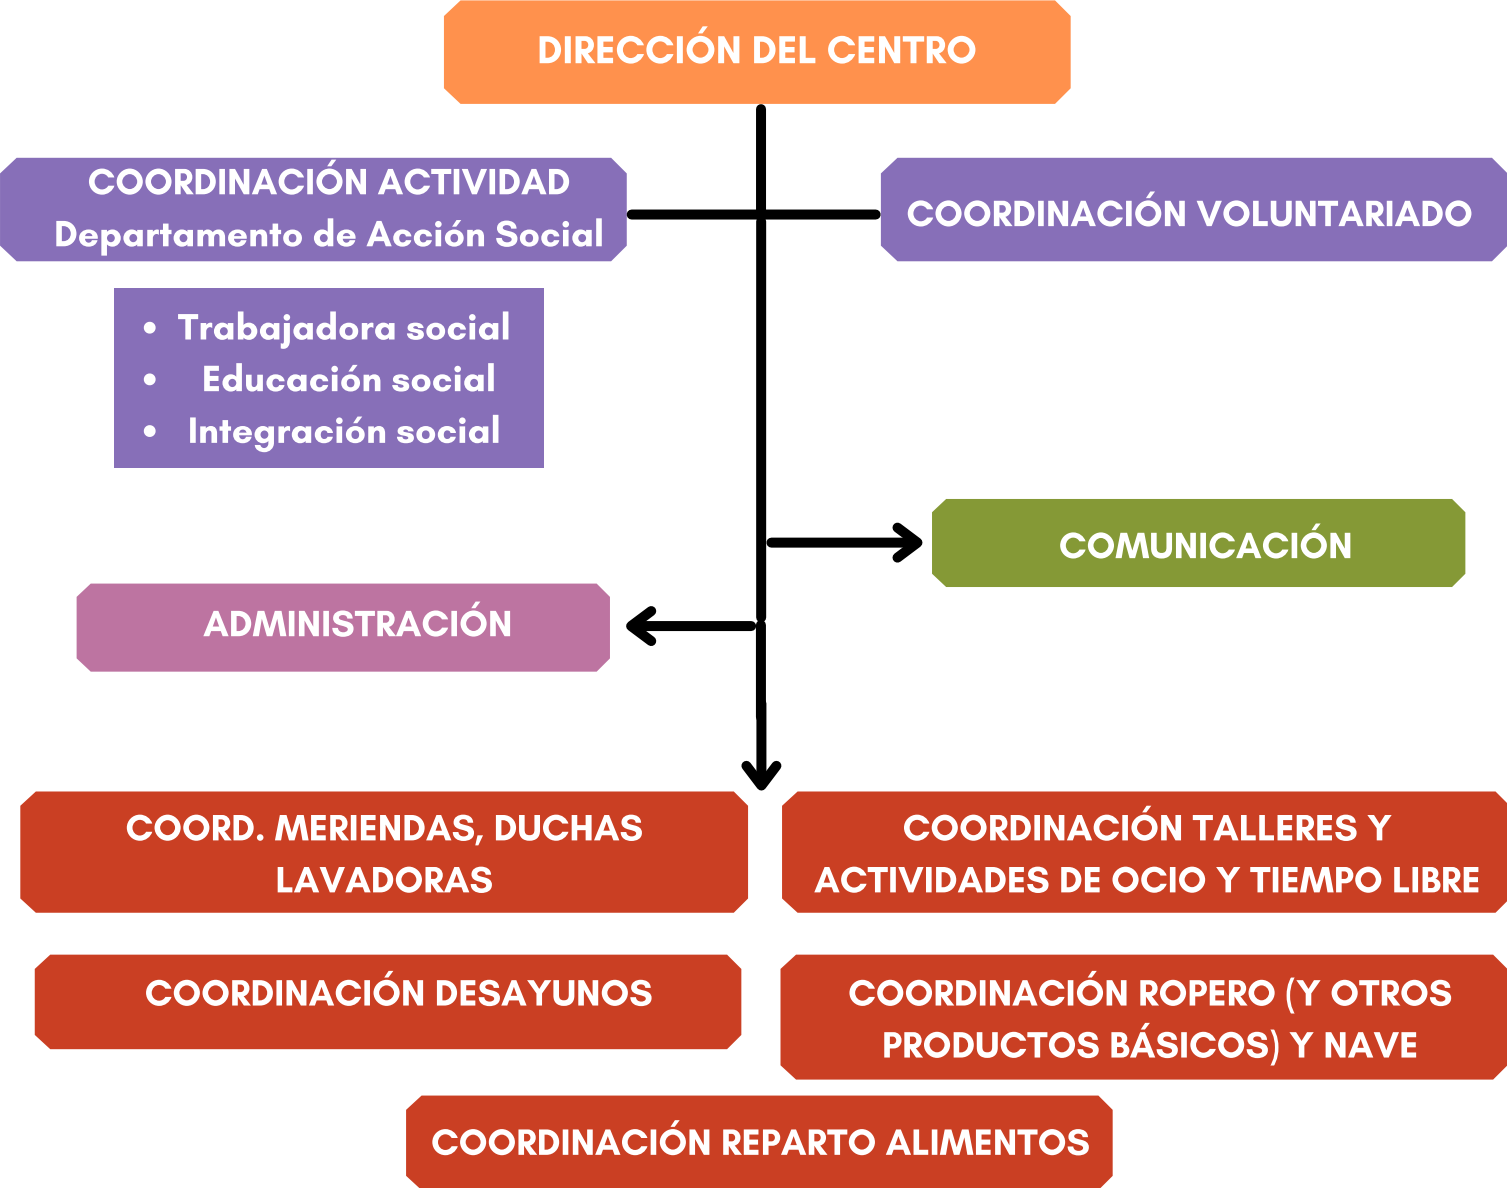 DIRECCIÓN DEL CENTRO
COORDINACIÓN ACTIVIDAD
Departamento de Acción Social
COORDINACIÓN VOLUNTARIADO
• Trabajadora social
• Educación social
• Integración social
COMUNICACIÓN
ADMINISTRACIÓN
COORD. MERIENDAS, DUCHAS
LAVADORAS
COORDINACIÓN TALLERES Y
ACTIVIDADES DE OCIO Y TIEMPO LIBRE
COORDINACIÓN DESAYUNOS
COORDINACIÓN ROPERO (Y OTROS
PRODUCTOS BÁSICOS) Y NAVE
COORDINACIÓN REPARTO ALIMENTOS